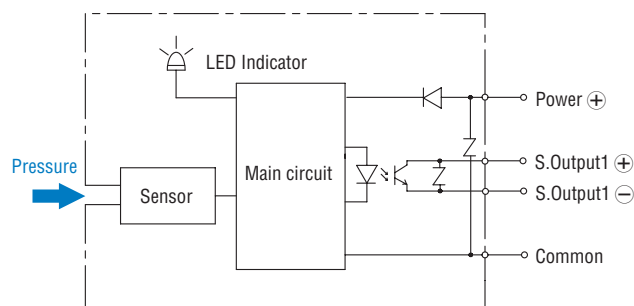 LED Indicator
Power ⊕
Pressure
S.Output1 ⊕
Main circuit
Sensor
S.Output1 ⊖
Common